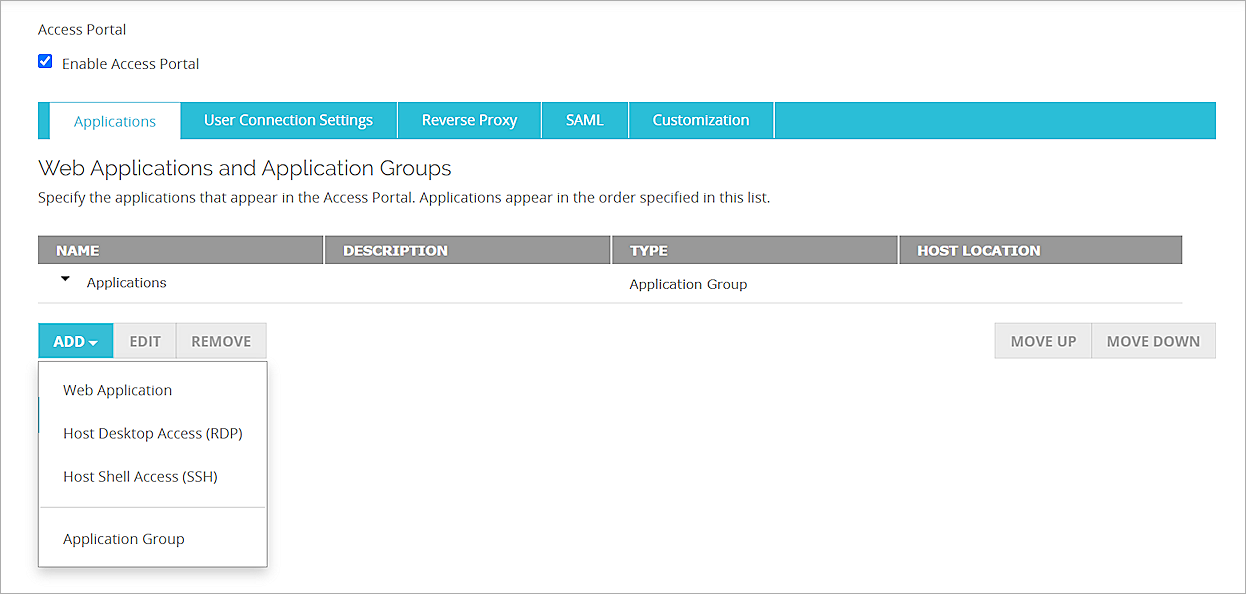 Access Portal
Enable Access Portal
Applications User Connection Settings Reverse Proxy SAML Customization
Web Applications and Application Groups
Specify the applications that appear in the Access Portal. Applications appear in the order specified in this list.
NAME DESCRIPTION TYPE HOST LOCATION
Applications Application Group
ADD EDIT REMOVE MOVE UP MOVE DOWN
Web Application
Host Desktop Access (RDP)
Host Shell Access (SSH)
Application Group